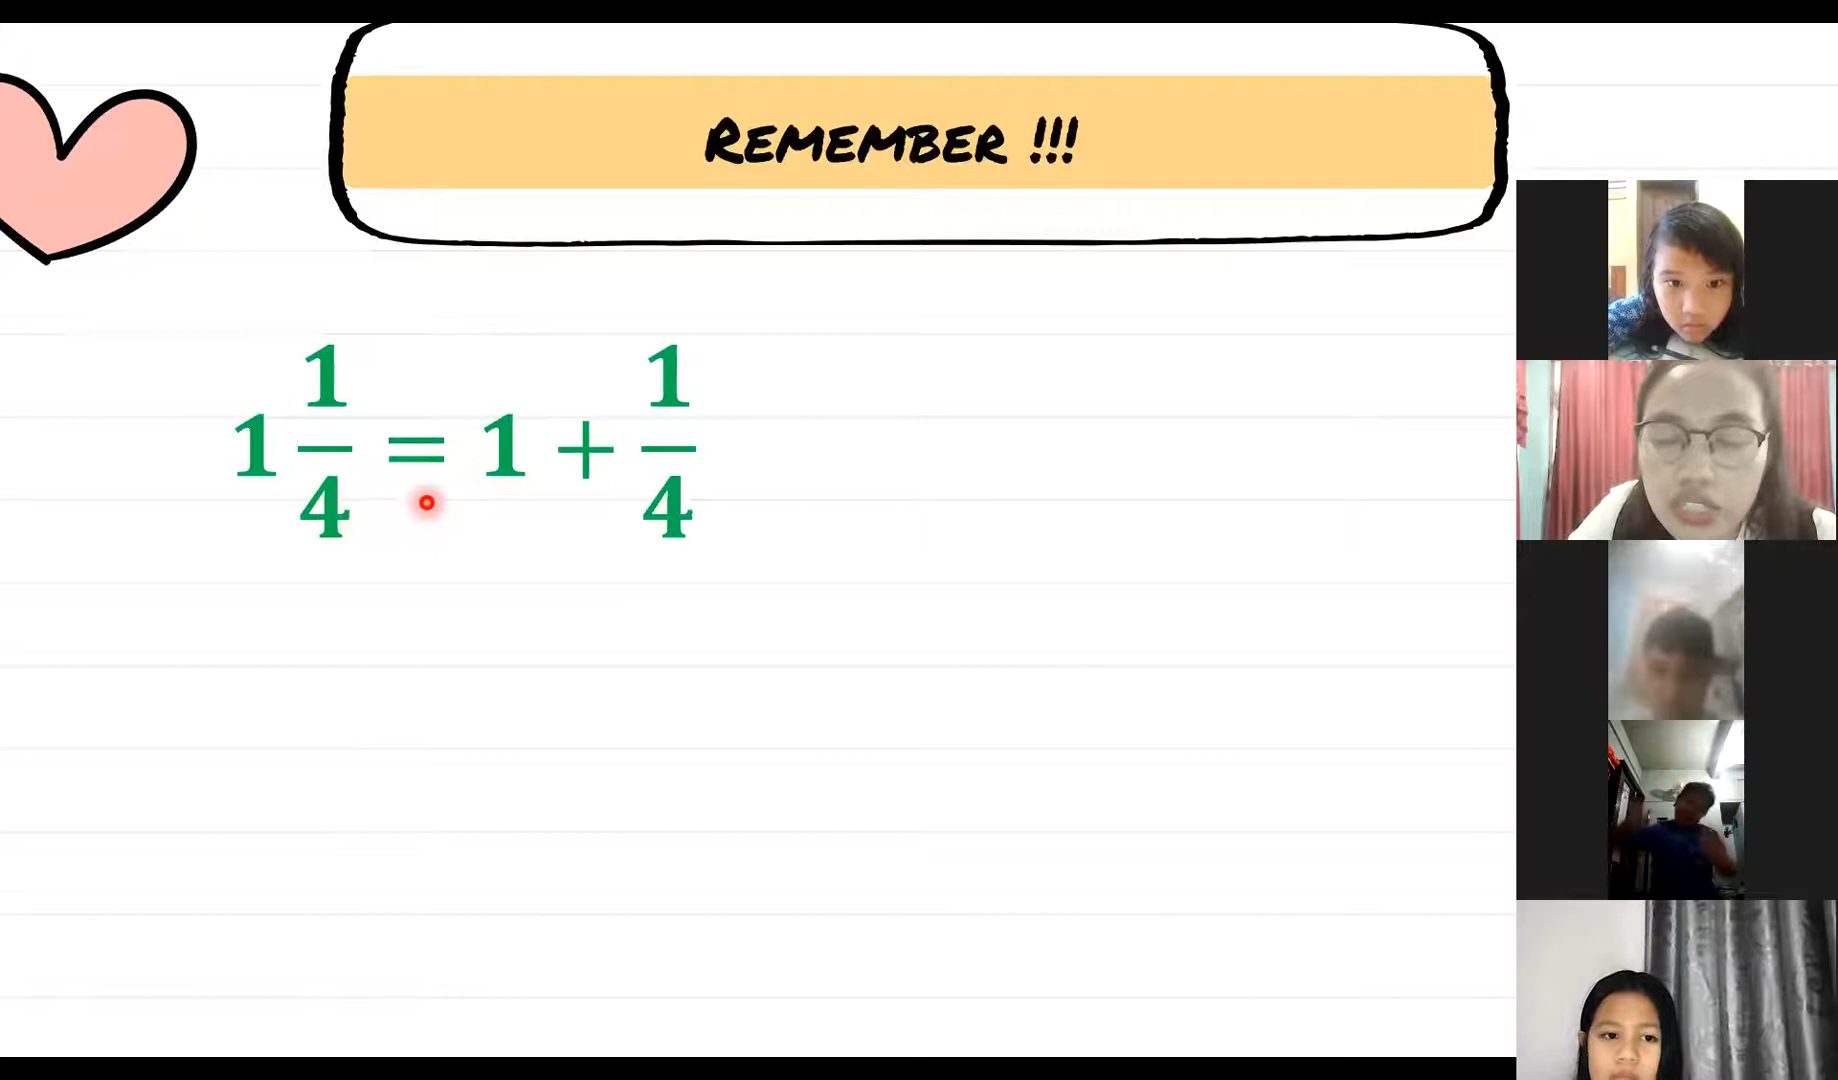 REMEMBER !!!
1 1/4 = 1 + 1/4